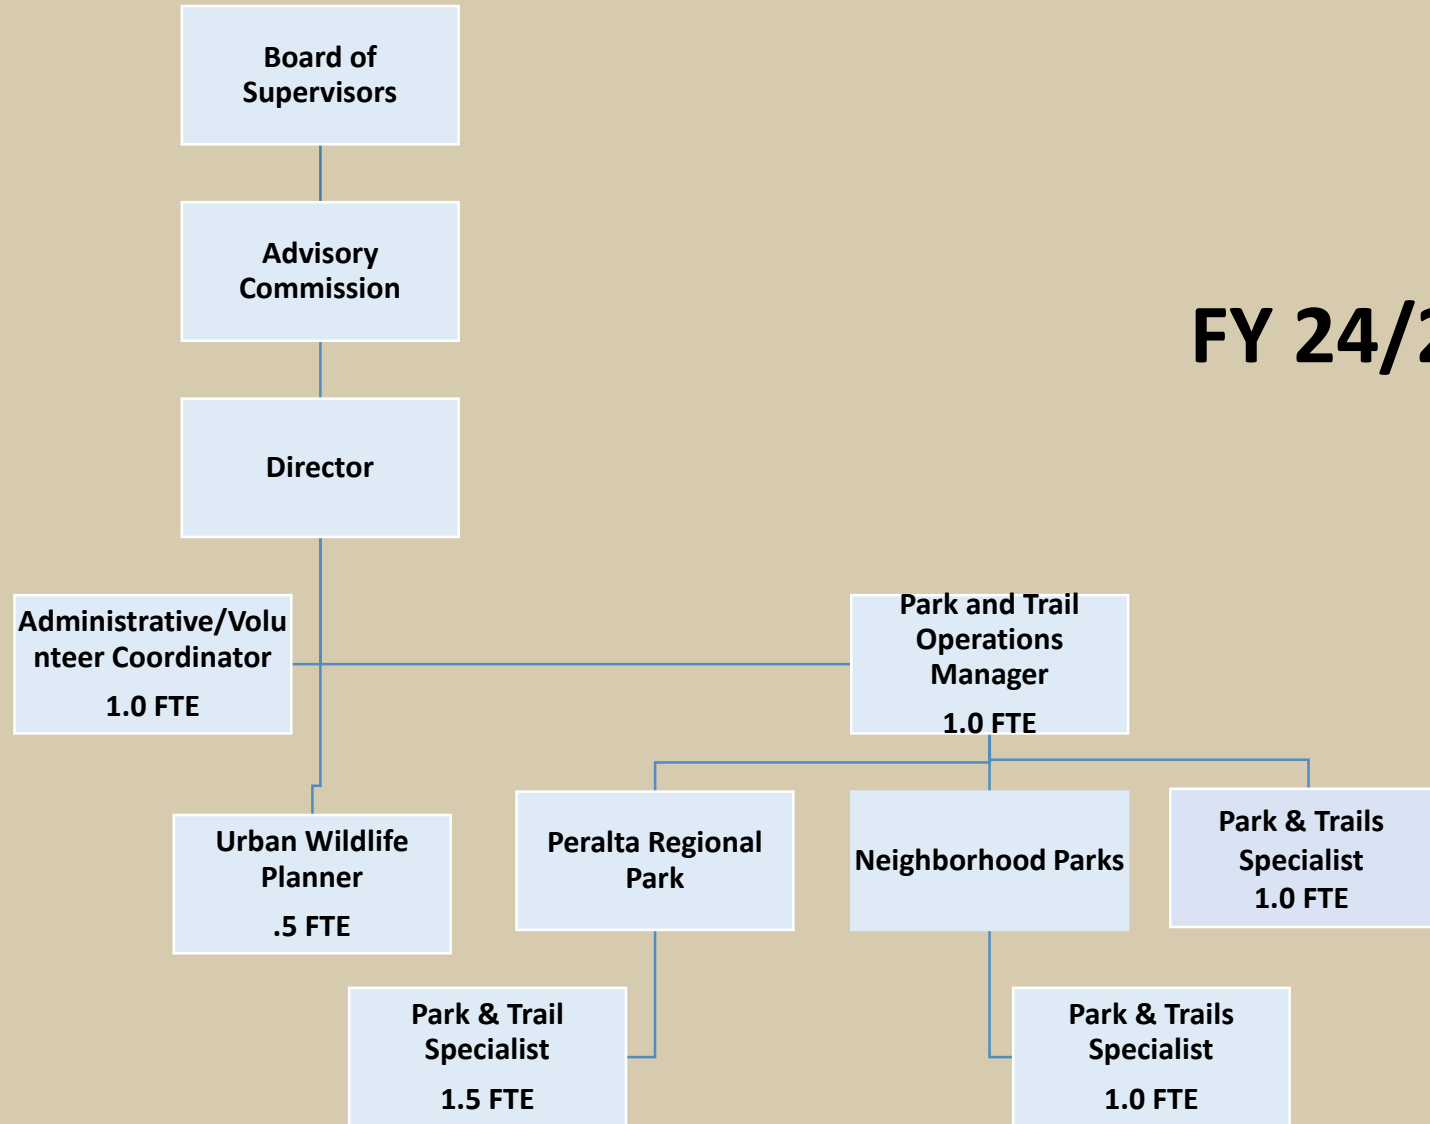 Board of
Supervisors
Advisory
Commission
FY 24/2
Director
Administrative/Volu
nteer Coordinator
1.0 FTE
Park and Trail
Operations
Manager
1.0 FTE
Urban Wildlife
Planner
.5 FTE
Peralta Regional
Park
Neighborhood Parks
Park & Trails
Specialist
1.0 FTE
Park & Trail
Specialist
1.5 FTE
Park & Trails
Specialist
1.0 FTE